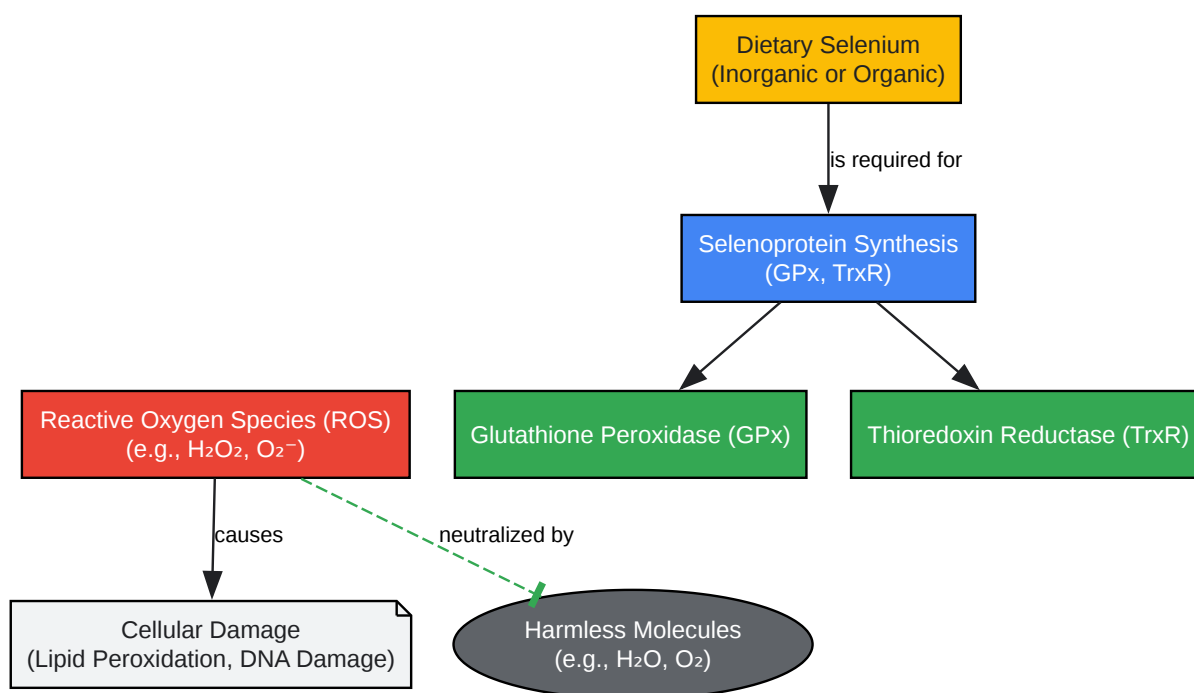 Dietary Selenium
(Inorganic or Organic)
is required for
Selenoprotein Synthesis
(GPx, TrxR)
Reactive Oxygen Species (ROS)
(e.g., H₂O₂, O₂⁻)
Glutathione Peroxidase (GPx)
Thioredoxin Reductase (TrxR)
causes
neutralized by
Cellular Damage
(Lipid Peroxidation, DNA Damage)
Harmless Molecules
(e.g., H₂O, O₂)